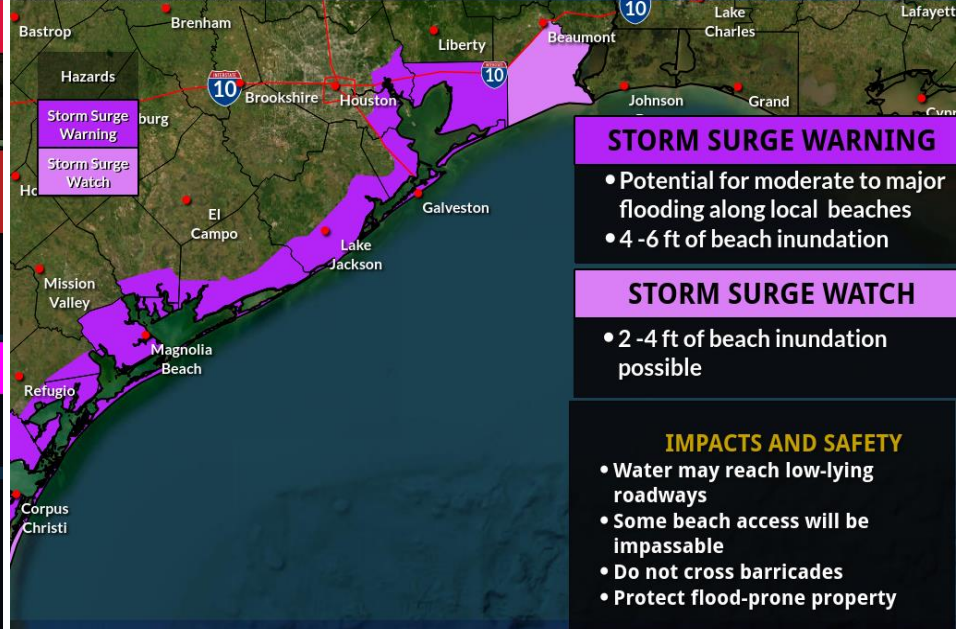 Bastrop
Brenham
10
Lake
Charles
Lafayett
Liberty
Beaumont
Hazards
INTERSTATE
10
Brookshire
Houston
10
Johnson
Grand
Storm Surge
Warning
burg
Storm Surge
Watch
Galveston
El
Campo
Lake
Jackson
Mission
Valley
Magnolia
Beach
Refugio
Corpus
Christi
STORM SURGE WARNING
•Potential for moderate to major
flooding along local beaches
•4 -6 ft of beach inundation
STORM SURGE WATCH
•2 -4 ft of beach inundation
possible
IMPACTS AND SAFETY
•Water may reach low-lying
roadways
•Some beach access will be
impassable
•Do not cross barricades
•Protect flood-prone property